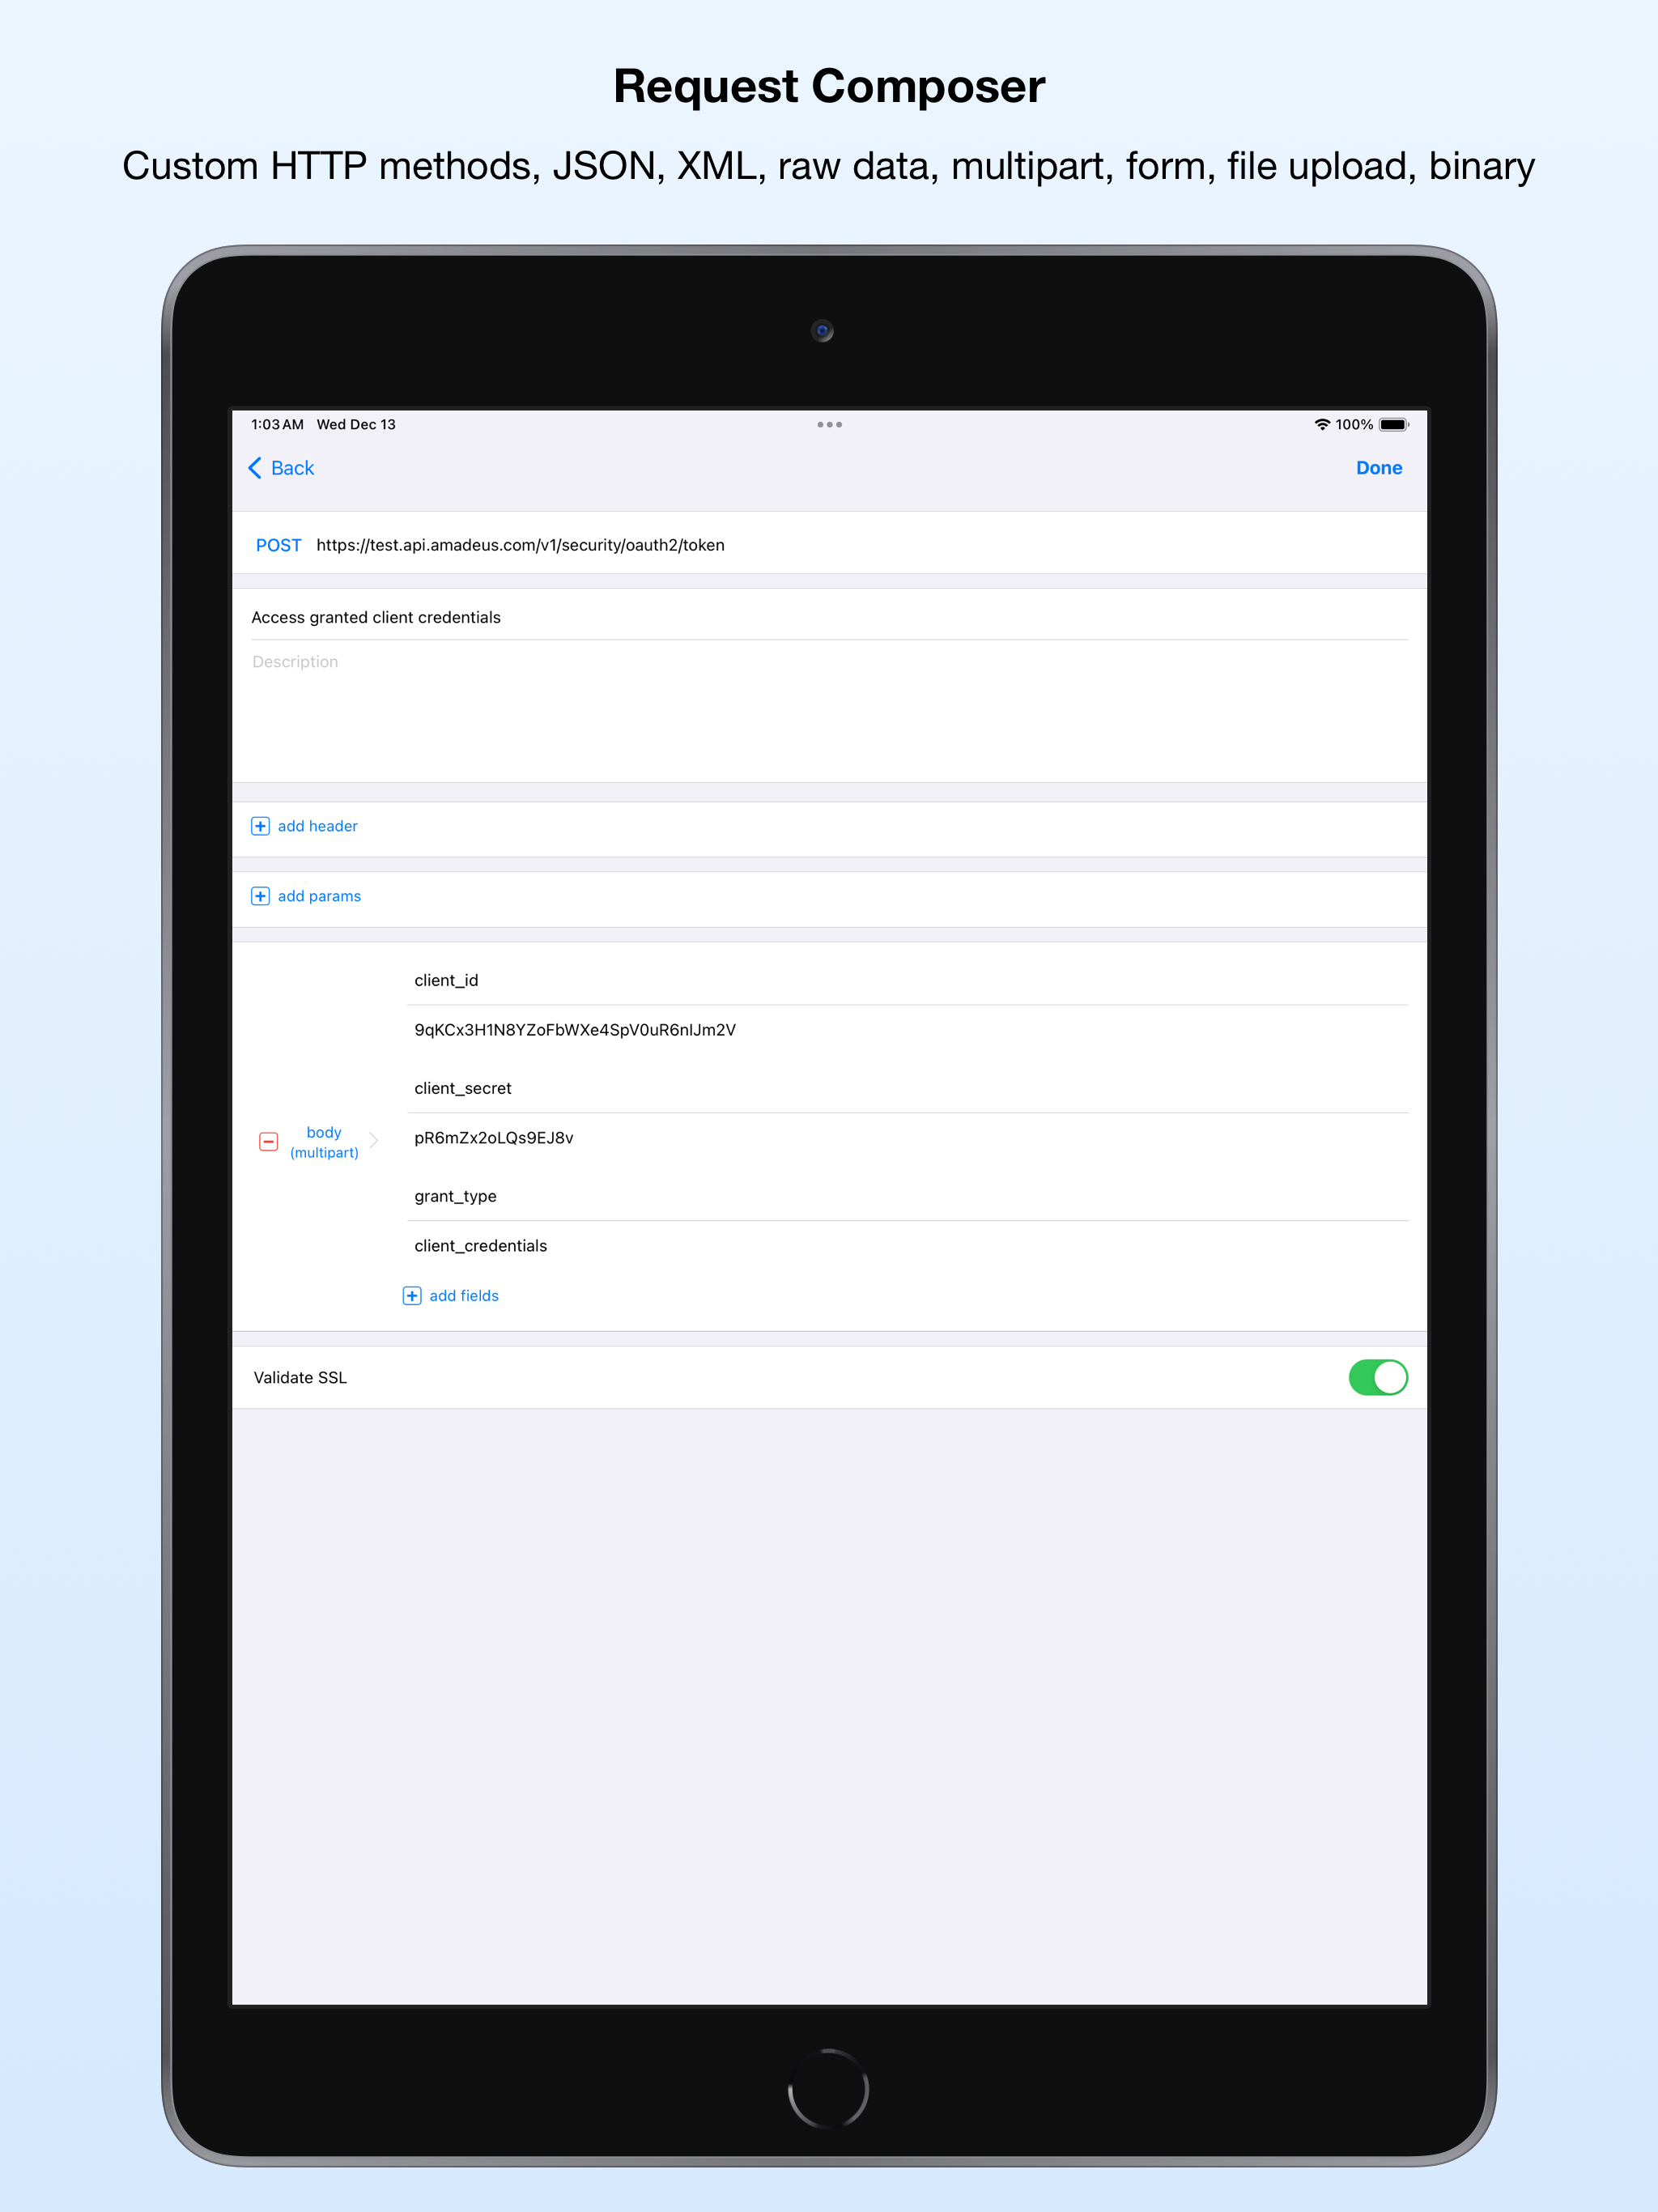 Request Composer
Custom HTTP methods, JSON, XML, raw data, multipart, form, file upload, binary
1:03 AM Wed Dec 13
100%
Back
Done
POST https://test.api.amadeus.com/v1/security/oauth2/token
Access granted client credentials
Description
add header
add params
client_id
9qKCx3H1N8YZoFbWXe4SpV0uR6nIJm2V
client_secret
body
(multipart)
pR6mZx2oLQs9EJ8v
grant_type
client_credentials
add fields
Validate SSL